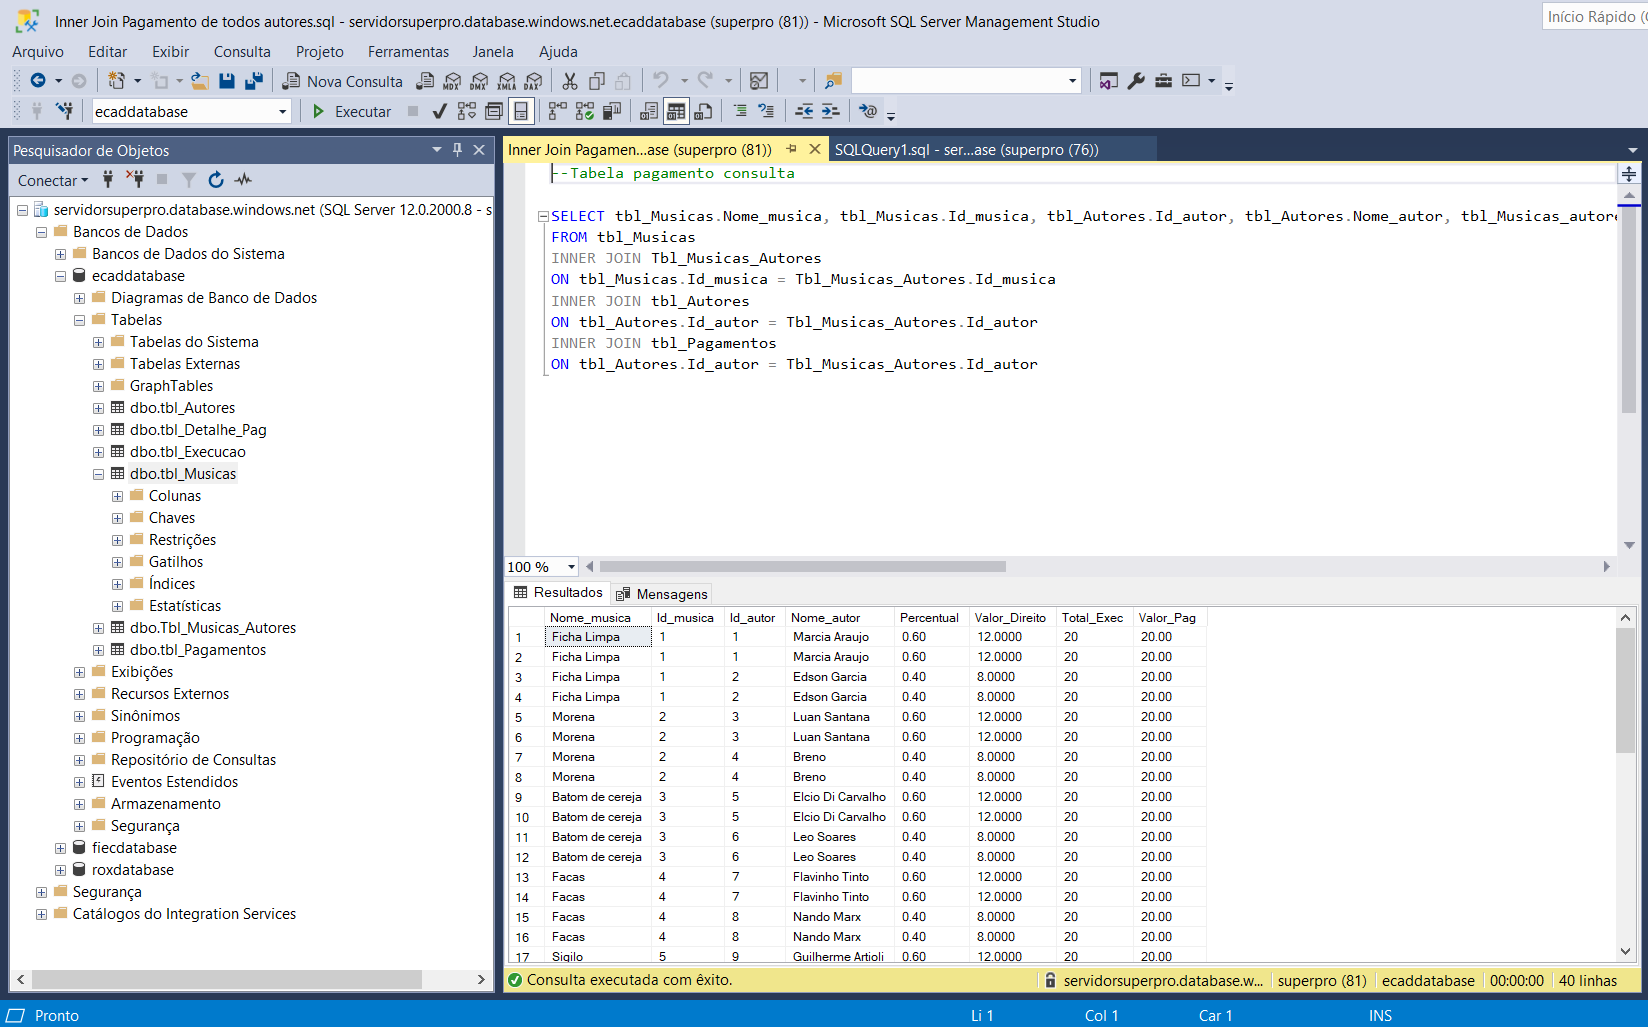 Inner Join Pagamento de todos autores.sql - servidorsuperpro.database.windows.net.ecaddatabase (superpro (81)) - Microsoft SQL Server Management Studio
Início Rápido (
Arquivo Editar Exibir Consulta Projeto Ferramentas Janela Ajuda
Nova Consulta MDX DMX XMLA DAX
ecaddatabase Executar
Pesquisador de Objetos
Conectar
servidorsuperpro.database.windows.net (SQL Server 12.0.2000.8 - s
Bancos de Dados
Bancos de Dados do Sistema
ecaddatabase
Diagramas de Banco de Dados
Tabelas
Tabelas do Sistema
Tabelas Externas
GraphTables
dbo.tbl_Autores
dbo.tbl_Detalhe_Pag
dbo.tbl_Execucao
dbo.tbl_Musicas
Colunas
Chaves
Restrições
Gatilhos
Índices
Estatísticas
dbo.Tbl_Musicas_Autores
dbo.tbl_Pagamentos
Exibições
Recursos Externos
Sinônimos
Programação
Repositório de Consultas
Eventos Estendidos
Armazenamento
Segurança
fiecdatabase
roxdatabase
Segurança
Catálogos do Integration Services
Inner Join Pagamen...ase (superpro (81)) SQLQuery1.sql - ser...ase (superpro (76))
--Tabela pagamento consulta
SELECT tbl_Musicas.Nome_musica, tbl_Musicas.Id_musica, tbl_Autores.Id_autor, tbl_Autores.Nome_autor, tbl_Musicas_autore
FROM tbl_Musicas
INNER JOIN Tbl_Musicas_Autores
ON tbl_Musicas.Id_musica = Tbl_Musicas_Autores.Id_musica
INNER JOIN tbl_Autores
ON tbl_Autores.Id_autor = Tbl_Musicas_Autores.Id_autor
INNER JOIN tbl_Pagamentos
ON tbl_Autores.Id_autor = Tbl_Musicas_Autores.Id_autor
100 %
Resultados Mensagens
Nome_musica Id_musica Id_autor Nome_autor Percentual Valor_Direito Total_Exec Valor_Pag
1 Ficha Limpa 1 1 Marcia Araujo 0.60 12.0000 20 20.00
2 Ficha Limpa 1 1 Marcia Araujo 0.60 12.0000 20 20.00
3 Ficha Limpa 1 2 Edson Garcia 0.40 8.0000 20 20.00
4 Ficha Limpa 1 2 Edson Garcia 0.40 8.0000 20 20.00
5 Morena 2 3 Luan Santana 0.60 12.0000 20 20.00
6 Morena 2 3 Luan Santana 0.60 12.0000 20 20.00
7 Morena 2 4 Breno 0.40 8.0000 20 20.00
8 Morena 2 4 Breno 0.40 8.0000 20 20.00
9 Batom de cereja 3 5 Elcio Di Carvalho 0.60 12.0000 20 20.00
10 Batom de cereja 3 5 Elcio Di Carvalho 0.60 12.0000 20 20.00
11 Batom de cereja 3 6 Leo Soares 0.40 8.0000 20 20.00
12 Batom de cereja 3 6 Leo Soares 0.40 8.0000 20 20.00
13 Facas 4 7 Flavinho Tinto 0.60 12.0000 20 20.00
14 Facas 4 7 Flavinho Tinto 0.60 12.0000 20 20.00
15 Facas 4 8 Nando Marx 0.40 8.0000 20 20.00
16 Facas 4 8 Nando Marx 0.40 8.0000 20 20.00
17 Sigilo 5 9 Guilherme Artioli 0.60 12.0000 20 20.00
Consulta executada com êxito. servidorsuperpro.database.w... superpro (81) ecaddatabase 00:00:00 40 linhas
Pronto Li 1 Col 1 Car 1 INS